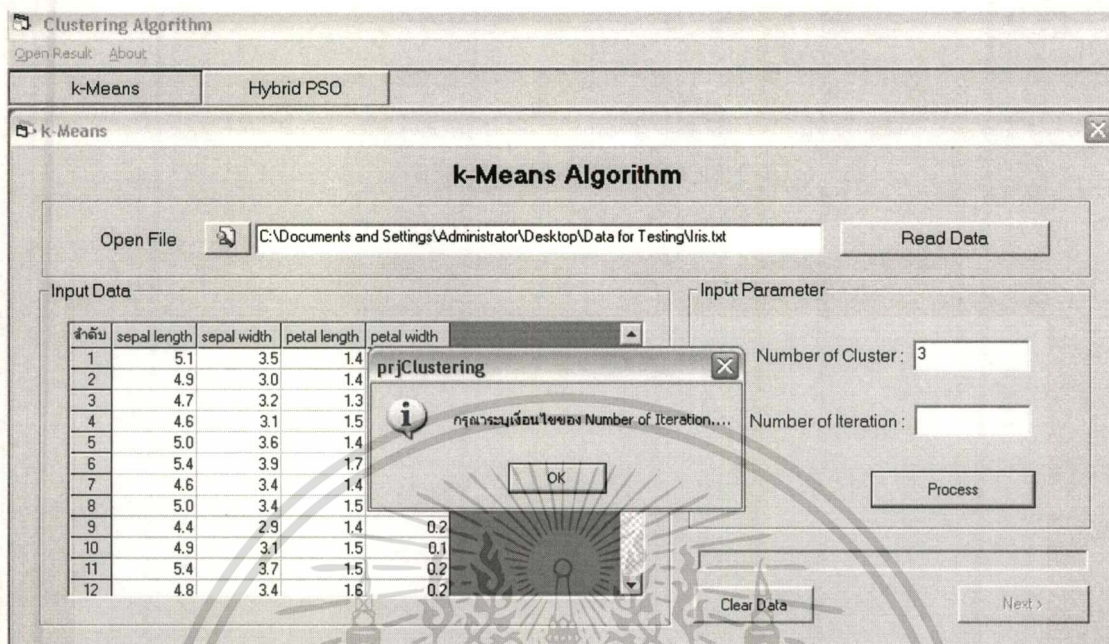 Clustering Algorithm
Open Result About
k-Means Hybrid PSO
k-Means
k-Means Algorithm
Open File C:\Documents and Settings\Administrator\Desktop\Data for Testing\Iris.txt Read Data
Input Data
Input Parameter
ลำดับ sepal length sepal width petal length petal width
1 5.1 3.5 1.4
2 4.9 3.0 1.4
3 4.7 3.2 1.3
4 4.6 3.1 1.5
5 5.0 3.6 1.4
6 5.4 3.9 1.7
7 4.6 3.4 1.4
8 5.0 3.4 1.5
9 4.4 2.9 1.4 0.2
10 4.9 3.1 1.5 0.1
11 5.4 3.7 1.5 0.2
12 4.8 3.4 1.6 0.2
prjClustering
กรุณาระบุเงื่อนไขของ Number of Iteration....
OK
Number of Cluster : 3
Number of Iteration :
Process
Clear Data Next >